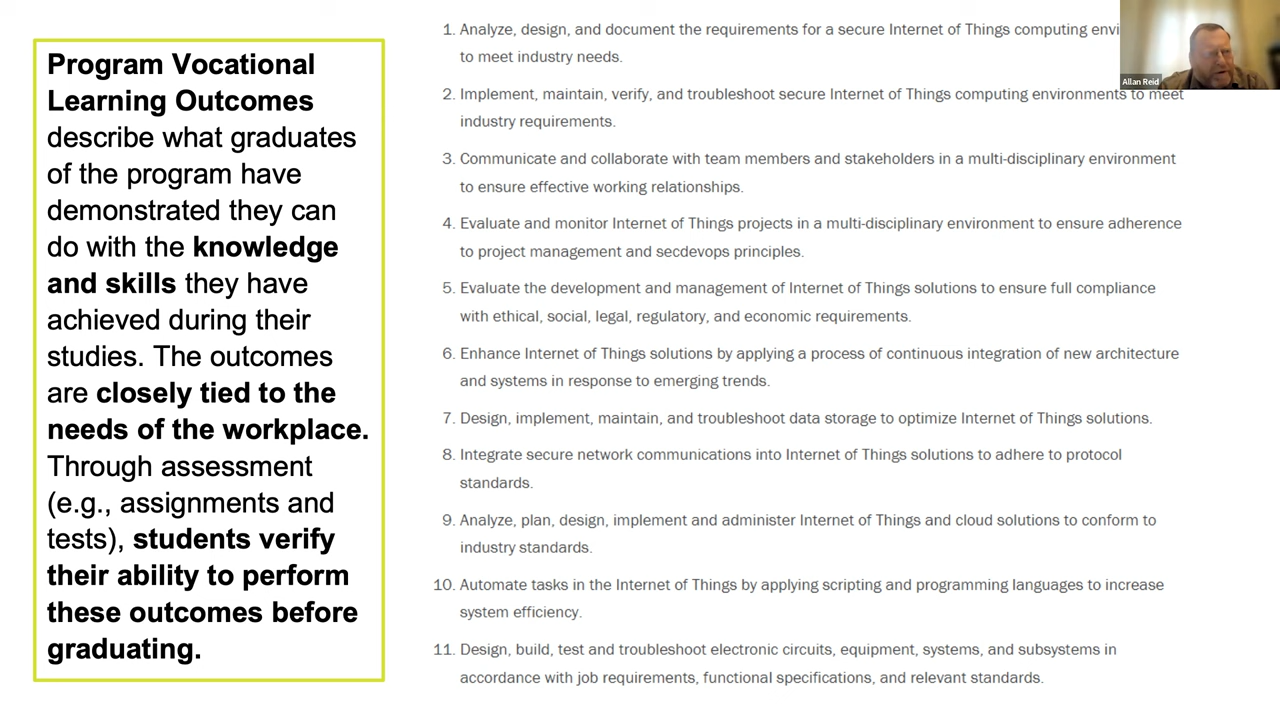 Program Vocational
Learning Outcomes
describe what graduates
of the program have
demonstrated they can
do with the knowledge
and skills they have
achieved during their
studies. The outcomes
are closely tied to the
needs of the workplace.
Through assessment
(e.g., assignments and
tests), students verify
their ability to perform
these outcomes before
graduating.
1. Analyze, design, and document the requirements for a secure Internet of Things computing
to meet industry needs.
2. Implement, maintain, verify, and troubleshoot secure Internet of Things computing environments to meet
industry requirements.
3. Communicate and collaborate with team members and stakeholders in a multi-disciplinary environment
to ensure effective working relationships.
4. Evaluate and monitor Internet of Things projects in a multi-disciplinary environment to ensure adherence
to project management and secdevops principles.
5. Evaluate the development and management of Internet of Things solutions to ensure full compliance
with ethical, social, legal, regulatory, and economic requirements.
6. Enhance Internet of Things solutions by applying a process of continuous integration of new architecture
and systems in response to emerging trends.
7. Design, implement, maintain, and troubleshoot data storage to optimize Internet of Things solutions.
8. Integrate secure network communications into Internet of Things solutions to adhere to protocol
standards.
9. Analyze, plan, design, implement and administer Internet of Things and cloud solutions to conform to
industry standards.
10. Automate tasks in the Internet of Things by applying scripting and programming languages to increase
system efficiency.
11. Design, build, test and troubleshoot electronic circuits, equipment, systems, and subsystems in
accordance with job requirements, functional specifications, and relevant standards.
Allan Reid